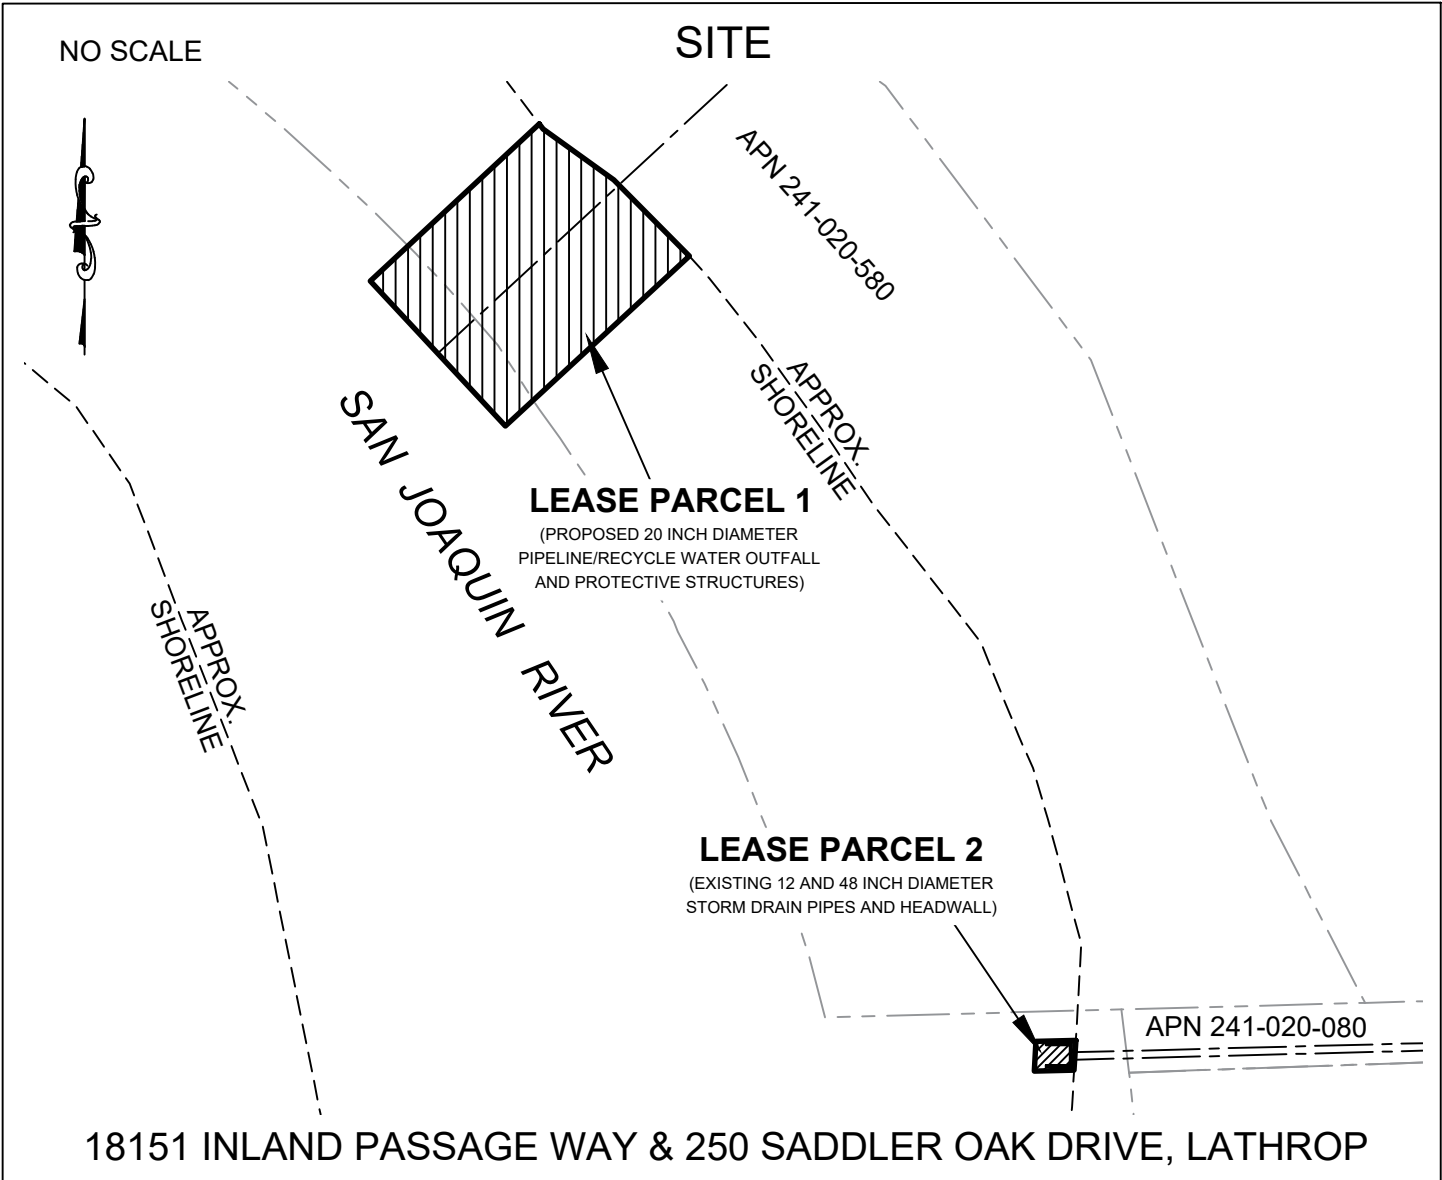 NO SCALE
SITE
APN 241-020-580
APPROX.
SHORELINE
SAN JOAQUIN RIVER
LEASE PARCEL 1
(PROPOSED 20 INCH DIAMETER
PIPELINE/RECYCLE WATER OUTFALL
AND PROTECTIVE STRUCTURES)
APPROX.
SHORELINE
LEASE PARCEL 2
(EXISTING 12 AND 48 INCH DIAMETER
STORM DRAIN PIPES AND HEADWALL)
APN 241-020-080
18151 INLAND PASSAGE WAY & 250 SADDLER OAK DRIVE, LATHROP